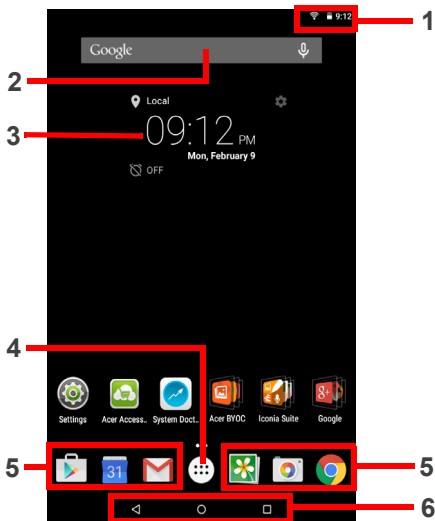 9:12
1
Google
2
Local
3
09:12 PM
Mon, February 9
OFF
4
Settings
Acer Access..
System Doct..
Acer BYOC
Iconia Suite
Google
8+
5
31
5
6